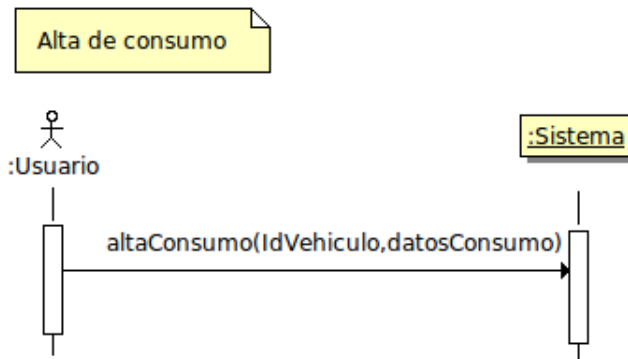 Alta de consumo
:Usuario
:Sistema
altaConsumo(IdVehiculo,datosConsumo)